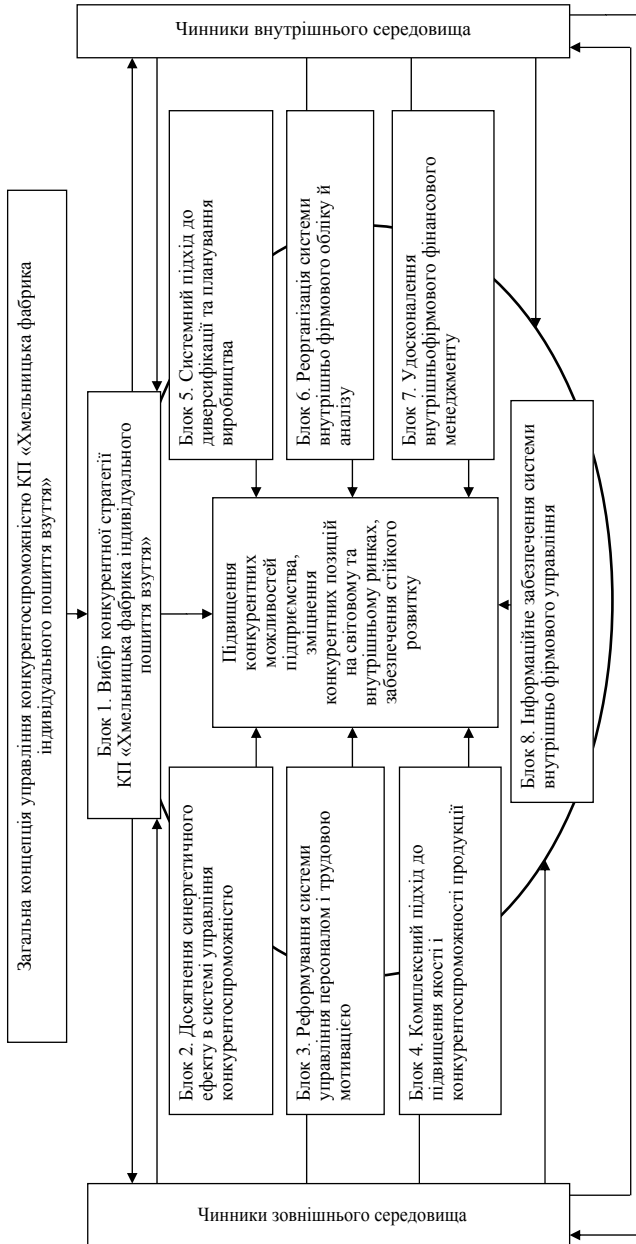 Загальна концепція управління конкурентоспроможністю КП «Хмельницька фабрика
індивідуального пошиття взуття»
Блок 1. Вибір конкурентної стратегії
КП «Хмельницька фабрика індивідуального
пошиття взуття»
Чинники зовнішнього середовища
Блок 2. Досягнення синергетичного
ефекту в системі управління
конкурентоспроможністю
Блок 3. Реформування системи
управління персоналом і трудовою
мотивацією
Блок 4. Комплексний підхід до
підвищення якості і
конкурентоспроможності продукції
Підвищення
конкурентних
можливостей
підприємства,
зміцнення
конкурентних позицій
на світовому та
внутрішньому ринках,
забезпечення стійкого
розвитку
Блок 5. Системний підхід до
диверсифікації та планування
виробництва
Блок 6. Реорганізація системи
внутрішньо фірмового обліку й
аналізу
Блок 7. Удосконалення
внутрішньофірмового фінансового
менеджменту
Блок 8. Інформаційне забезпечення системи
внутрішньо фірмового управління
Чинники внутрішнього середовища